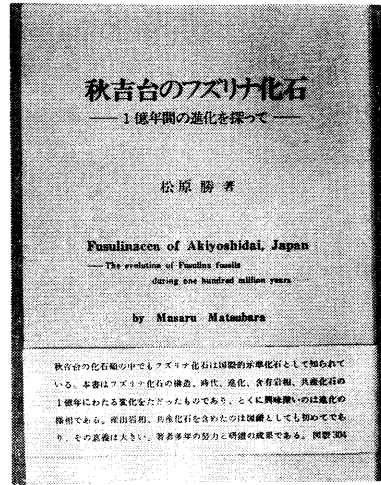 秋吉台のフズリナ化石
── 1億年間の進化を探って ──
松原勝 著
Fusulinacea of Akiyoshidai, Japan
── The evolution of Fusulina fossils
during one hundred million years
by Masaru Matsubara
秋吉台の化石類の中でもフズリナ化石は国際的示準化石として知られて
いる。本書はフズリナ化石の構造、時代、進化、含有岩相、共産化石の
1億年にわたる変化をたどったものであり、とくに興味深いのは進化の
様相である。産出岩相、共産化石を含めたのは図譜としても初めてであ
り、その意義は大きい。著者多年の努力と研鑽の成果である。図版304